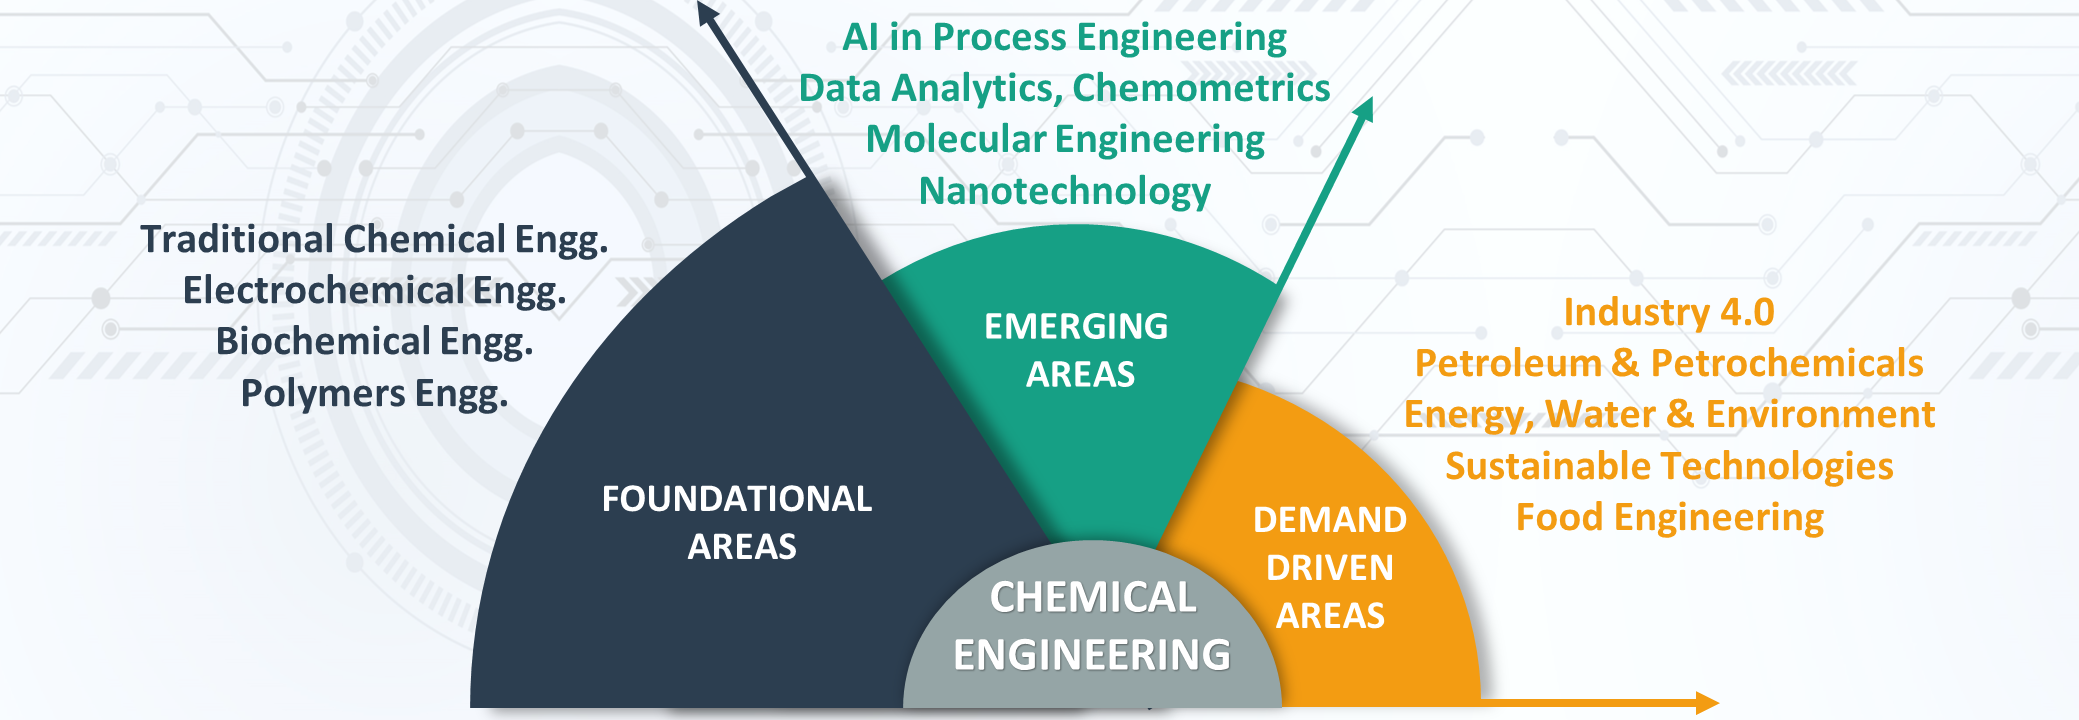 AI in Process Engineering
Data Analytics, Chemometrics
Molecular Engineering
Nanotechnology
Traditional Chemical Engg.
Electrochemical Engg.
Biochemical Engg.
Polymers Engg.
Industry 4.0
Petroleum & Petrochemicals
Energy, Water & Environment
Sustainable Technologies
Food Engineering
EMERGING
AREAS
FOUNDATIONAL
AREAS
DEMAND
DRIVEN
AREAS
CHEMICAL
ENGINEERING